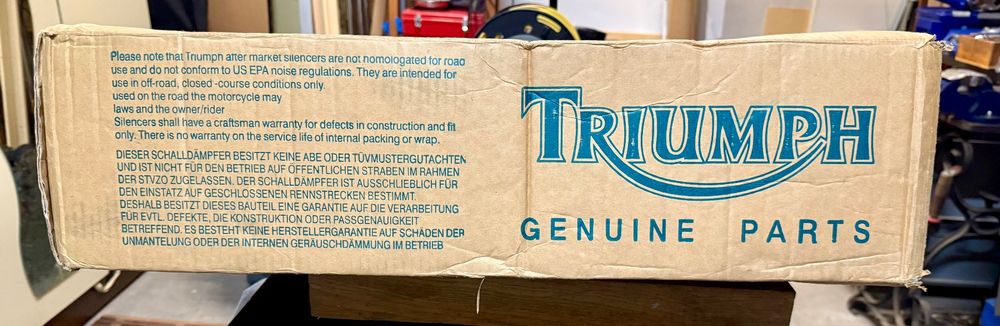 Please note that Triumph after market silencers are not homologated for road
use and do not conform to US EPA noise regulations. They are intended for
use in off-road, closed -course conditions only.
used on the road the motorcycle may
laws and the owner/rider
Silencers shall have a craftsman warranty for defects in construction and fit
only. There is no warranty on the service life of internal packing or wrap.
DIESER SCHALLDÄMPFER BESITZT KEINE ABE ODER TÜVMUSTERGUTACHTEN
UND IST NICHT FÜR DEN BETRIEB AUF ÖFFENTLICHEN STRABEN IM RAHMEN
DER STVZO ZUGELASSEN. DER SCHALLDÄMPFER IST AUSSCHLIEBLICH FÜR
DEN EINSATZ AUF GESCHLOSSENEN RENNSTRECKEN BESTIMMT.
DESHALB BESITZT DIESES BAUTEIL EINE GARANTIE AUF DIE VERARBEITUNG
FÜR EVTL. DEFEKTE, DIE KONSTRUKTION ODER PASSGENAUIGKEIT
BETREFFEND. ES BESTEHT KEINE HERSTELLERGARANTIE AUF SCHÄDEN DER
UMMANTELUNG ODER DER INTERNEN GERÄUSCHDÄMMUNG IM BETRIEB
TRIUMPH
GENUINE PARTS